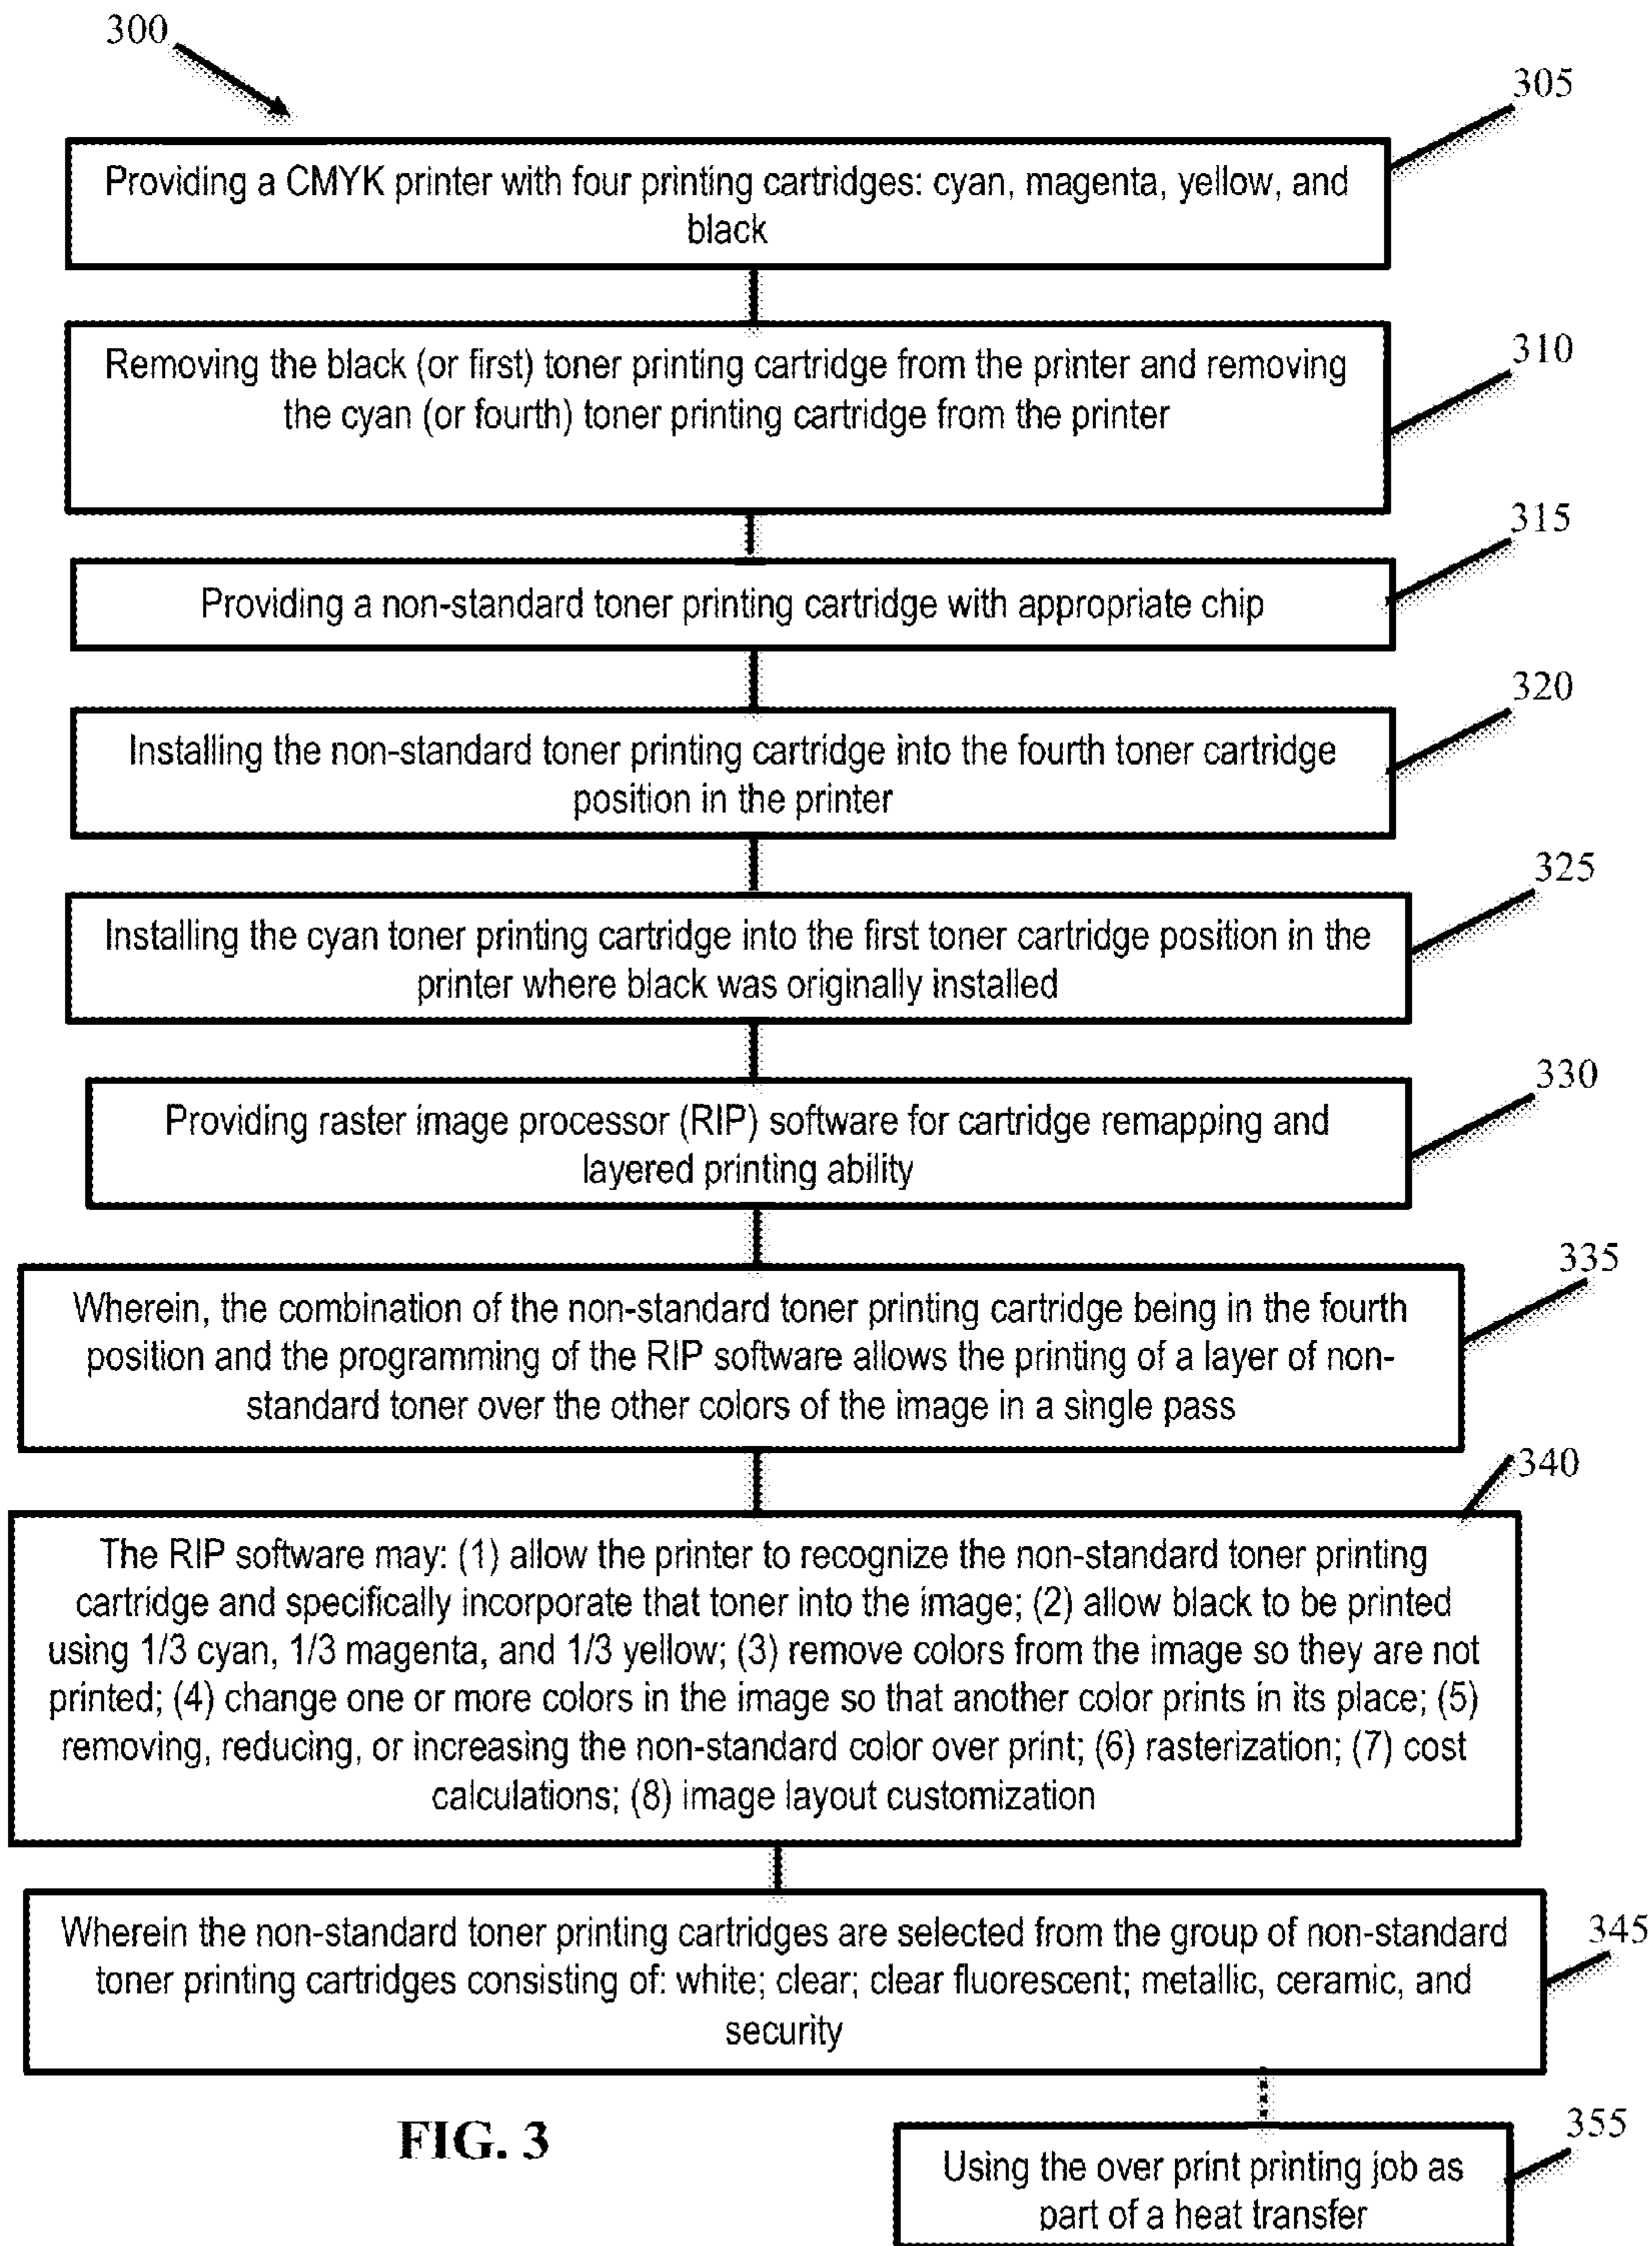 300
305
Providing a CMYK printer with four printing cartridges: cyan, magenta, yellow, and
black
310
Removing the black (or first) toner printing cartridge from the printer and removing
the cyan (or fourth) toner printing cartridge from the printer
315
Providing a non-standard toner printing cartridge with appropriate chip
320
Installing the non-standard toner printing cartridge into the fourth toner cartridge
position in the printer
325
Installing the cyan toner printing cartridge into the first toner cartridge position in the
printer where black was originally installed
330
Providing raster image processor (RIP) software for cartridge remapping and
layered printing ability
335
Wherein, the combination of the non-standard toner printing cartridge being in the fourth
position and the programming of the RIP software allows the printing of a layer of non-
standard toner over the other colors of the image in a single pass
340
The RIP software may: (1) allow the printer to recognize the non-standard toner printing
cartridge and specifically incorporate that toner into the image; (2) allow black to be printed
using 1/3 cyan, 1/3 magenta, and 1/3 yellow; (3) remove colors from the image so they are not
printed; (4) change one or more colors in the image so that another color prints in its place; (5)
removing, reducing, or increasing the non-standard color over print; (6) rasterization; (7) cost
calculations; (8) image layout customization
345
Wherein the non-standard toner printing cartridges are selected from the group of non-standard
toner printing cartridges consisting of: white; clear; clear fluorescent; metallic, ceramic, and
security
355
Using the over print printing job as
part of a heat transfer
FIG. 3